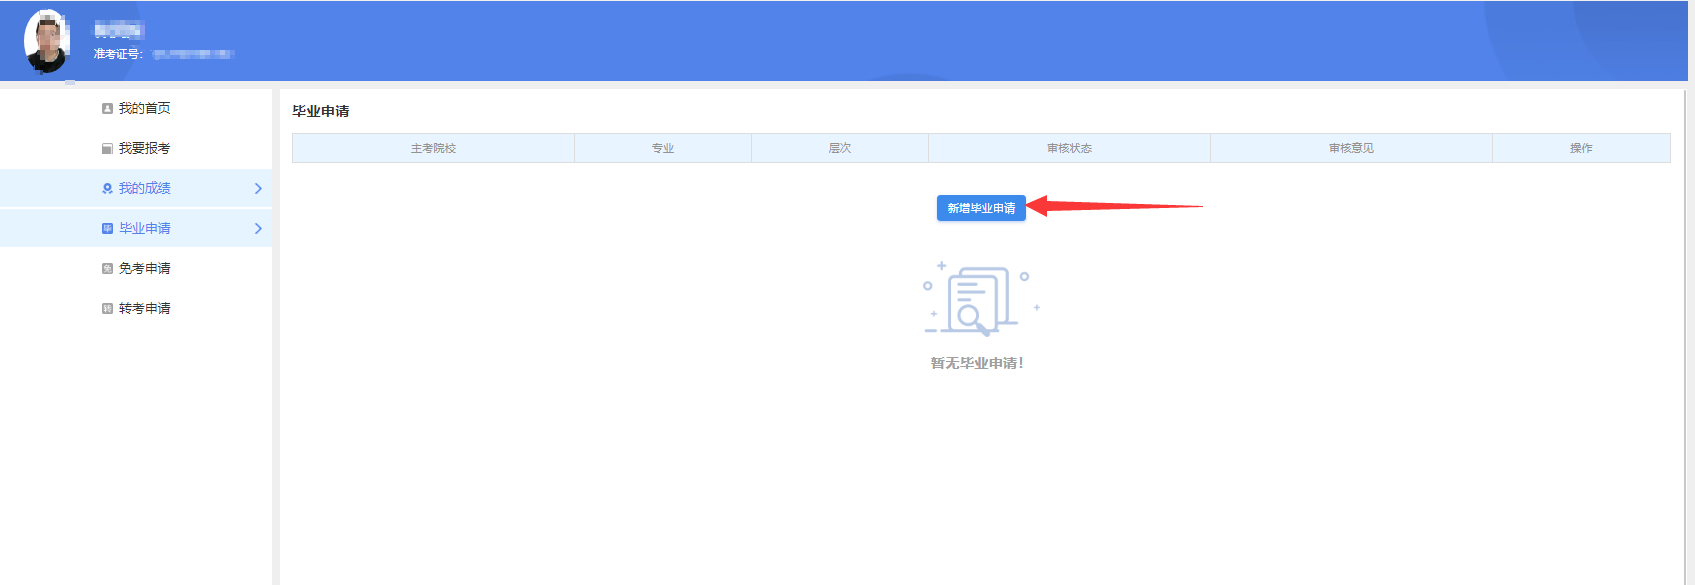 准考证号：
我的首页
我要报考
我的成绩
毕业申请
免考申请
转考申请
毕业申请
主考院校 专业 层次 审核状态 审核意见 操作
新增毕业申请
暂无毕业申请！